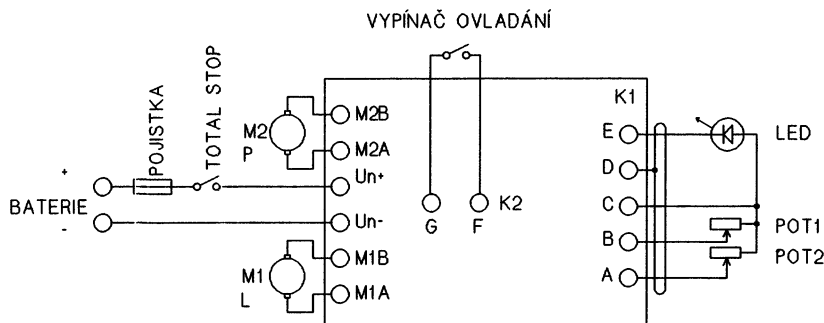 VYPÍNAČ OVLADÁNÍ
POJISTKA
TOTAL STOP
BATERIE
+
-
M2
P
M2B
M2A
Un+
Un-
M1
L
M1B
M1A
G
F
K2
K1
E
D
C
B
A
LED
POT1
POT2